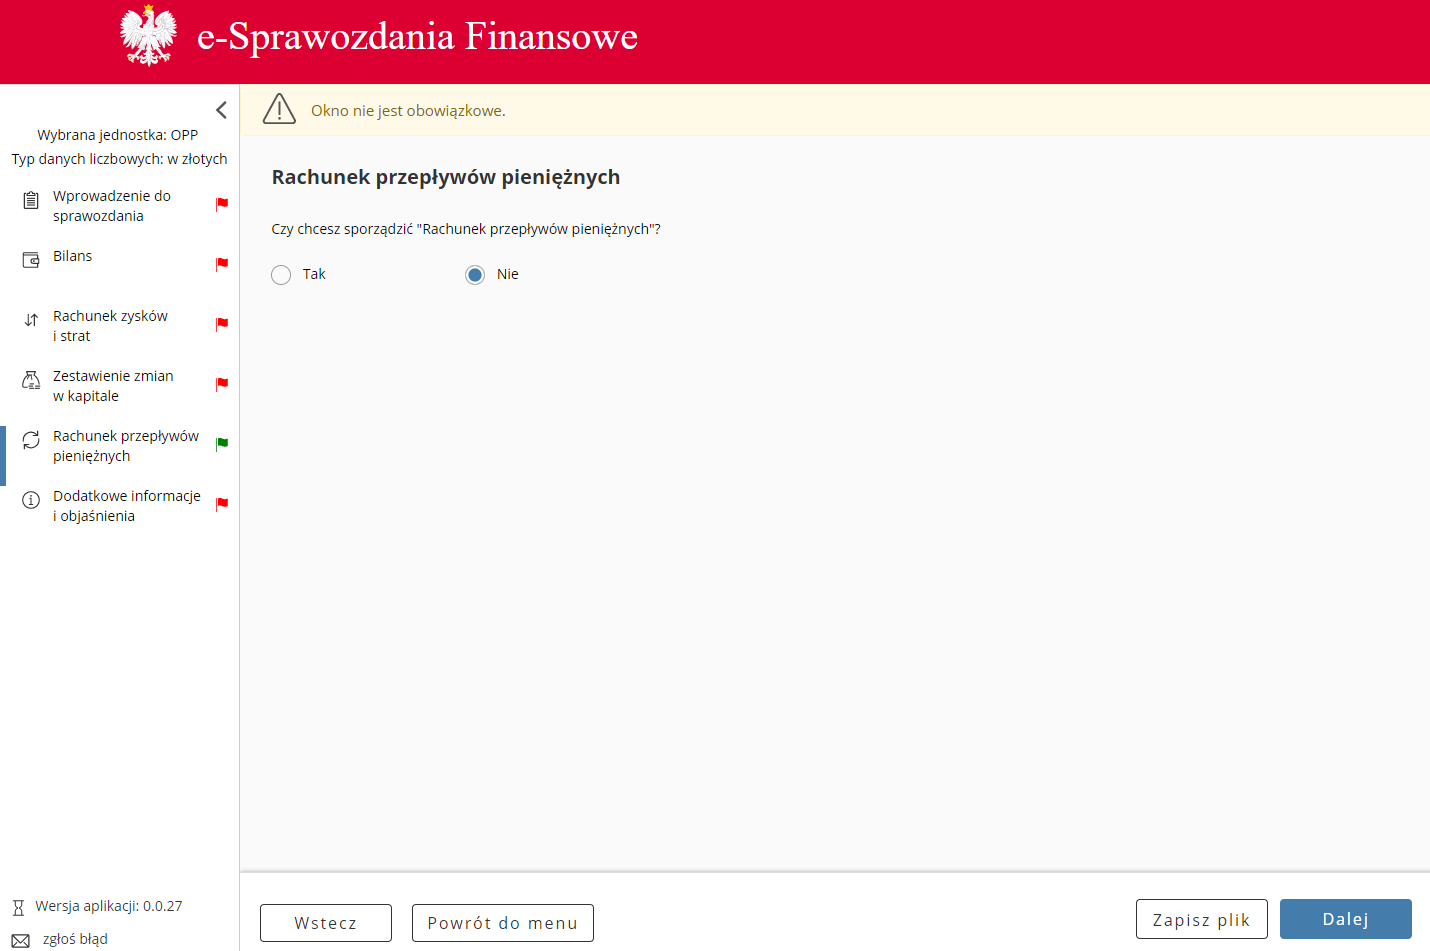 e-Sprawozdania Finansowe
Wybrana jednostka: OPP
Typ danych liczbowych: w złotych
Wprowadzenie do
sprawozdania
Bilans
Rachunek zysków
i strat
Zestawienie zmian
w kapitale
Rachunek przepływów
pieniężnych
Dodatkowe informacje
i objaśnienia
Wersja aplikacji: 0.0.27
zgłoś błąd
Okno nie jest obowiązkowe.
Rachunek przepływów pieniężnych
Czy chcesz sporządzić "Rachunek przepływów pieniężnych"?
Tak Nie
Wstecz Powrót do menu Zapisz plik Dalej